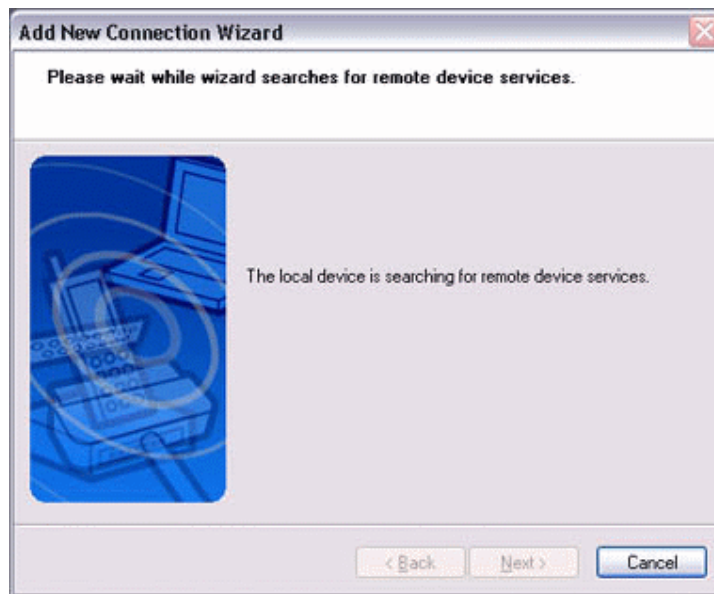 Add New Connection Wizard
Please wait while wizard searches for remote device services.
The local device is searching for remote device services.
< Back
Next >
Cancel